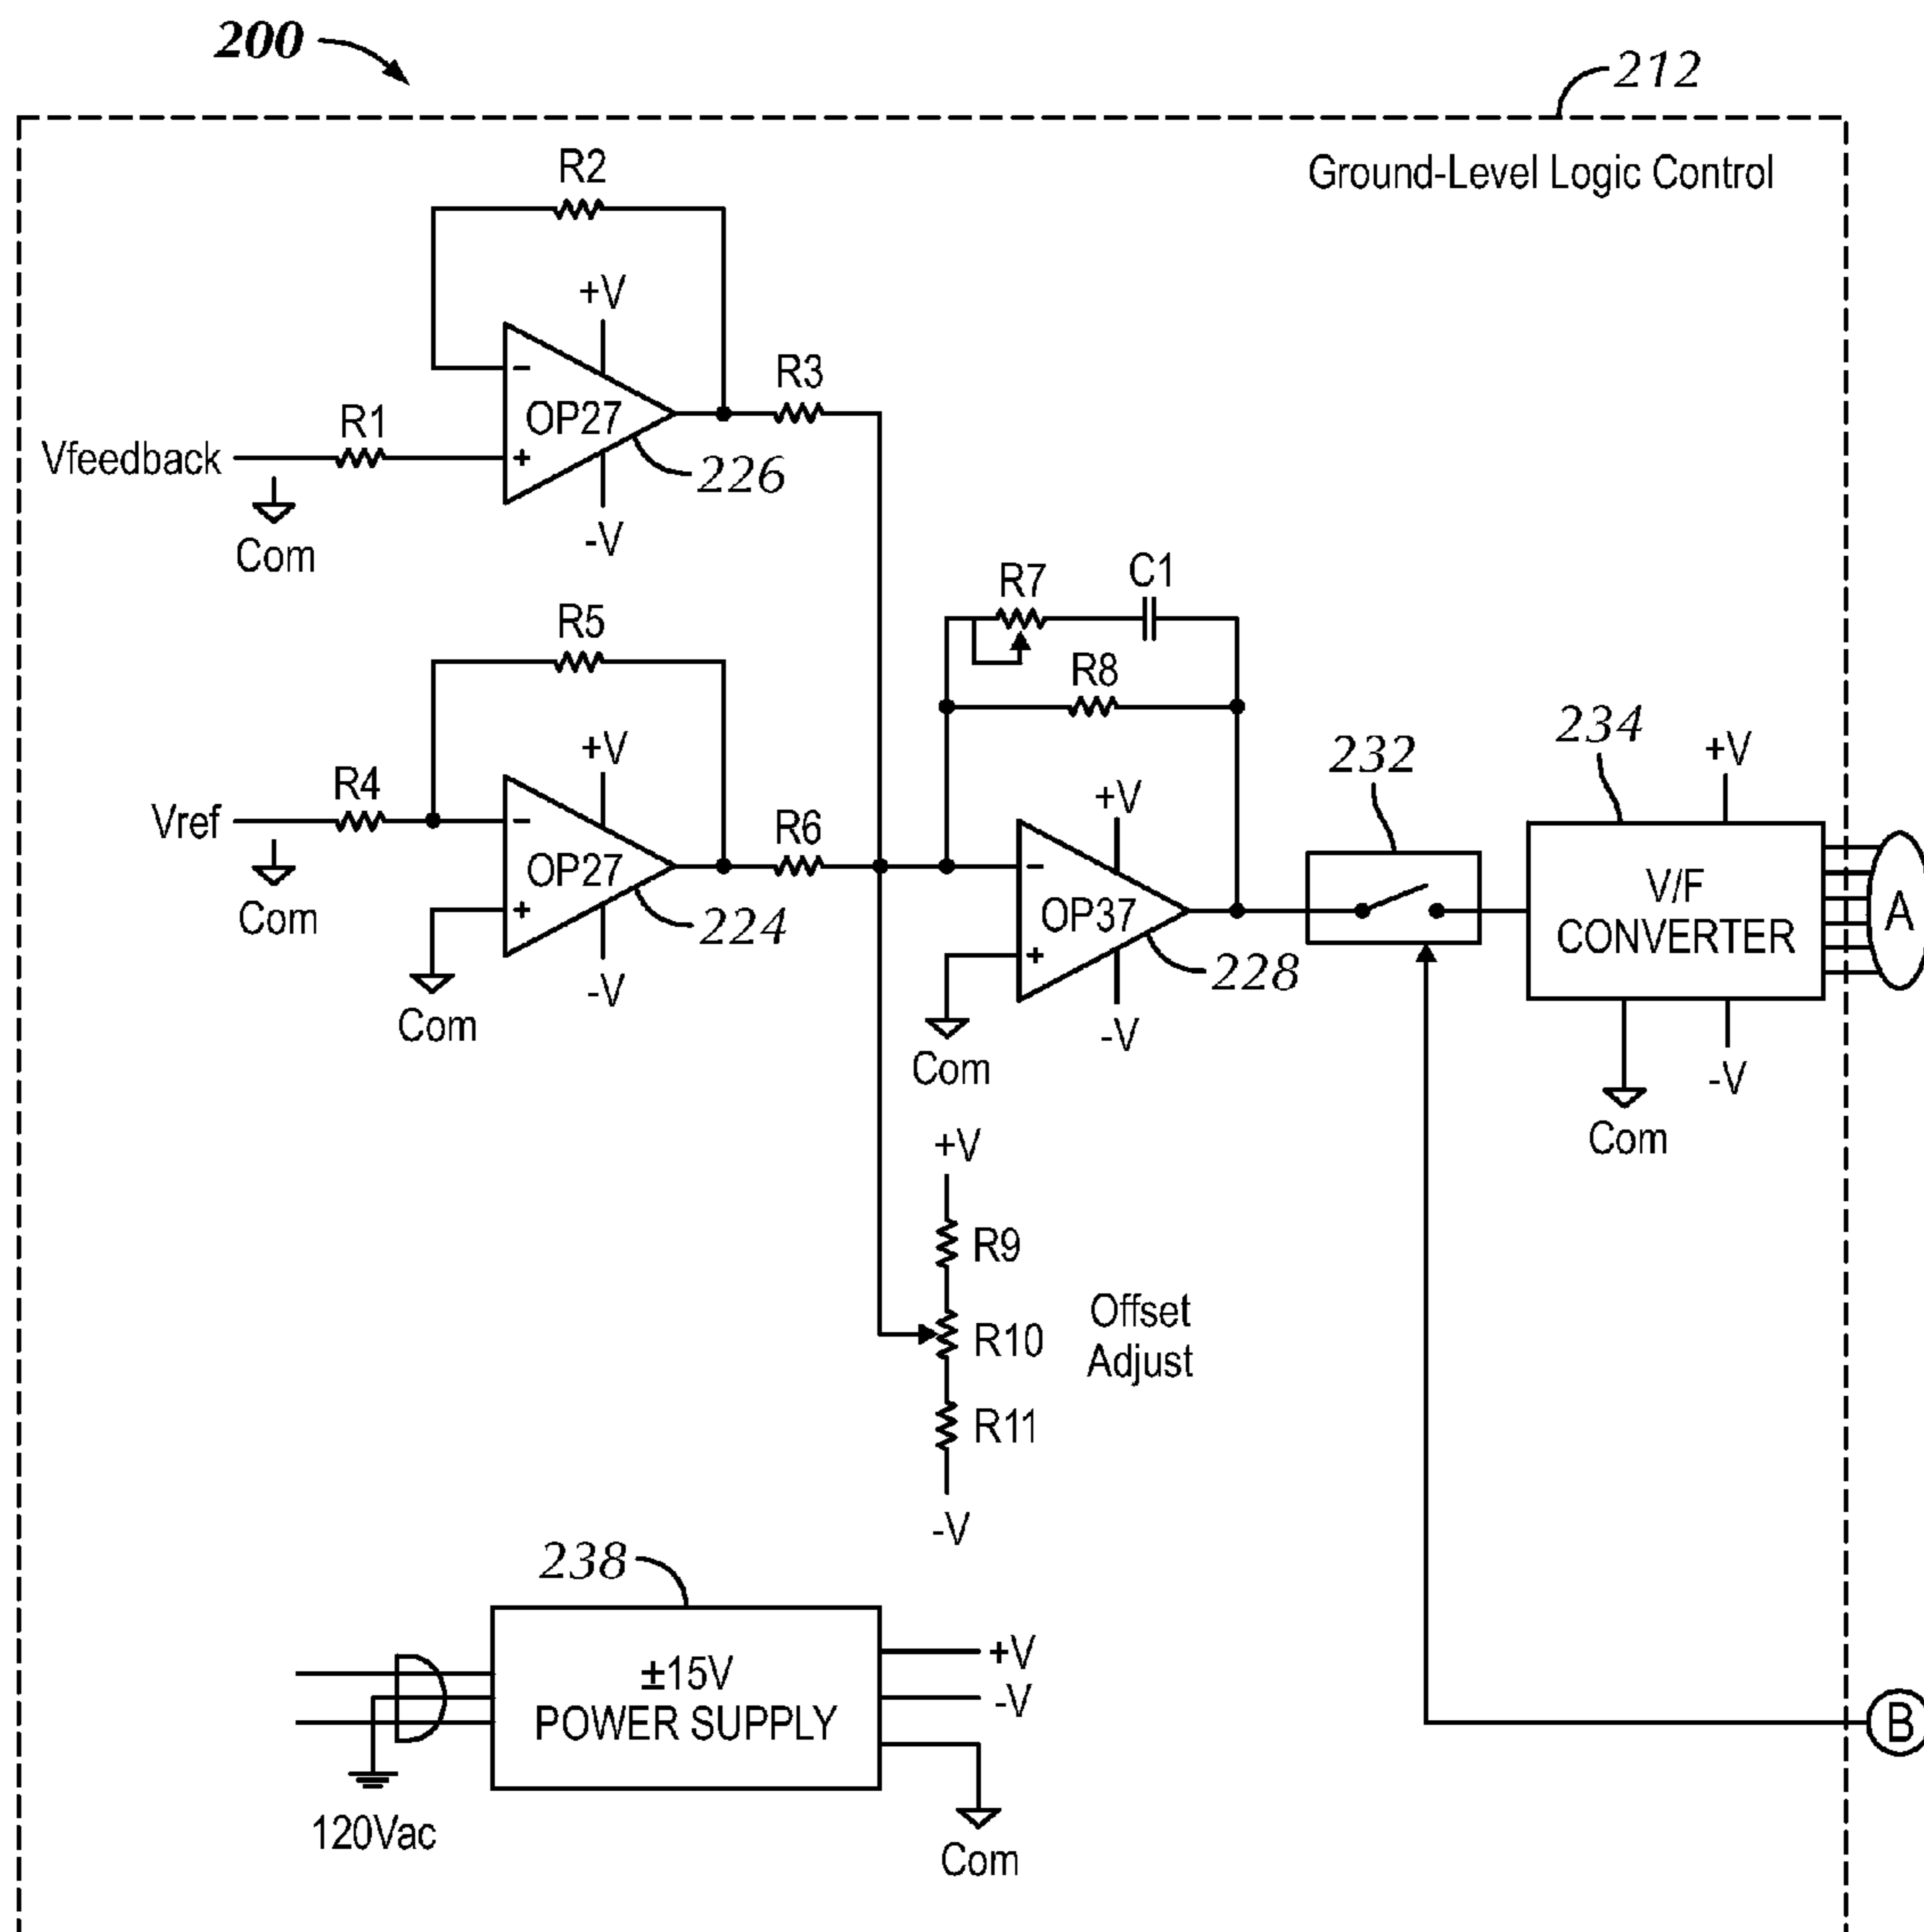 200
212
Ground-Level Logic Control
R2
+V
OP27
R3
R1
Vfeedback
226
-V
Com
R7
C1
R5
R8
+V
R4
Vref
OP27
R6
224
-V
Com
Com
+V
OP37
228
-V
Com
232
234
+V
V/F
CONVERTER
A
-V
Com
+V
R9
R10
Offset
Adjust
R11
-V
238
±15V
POWER SUPPLY
+V
-V
B
120Vac
Com